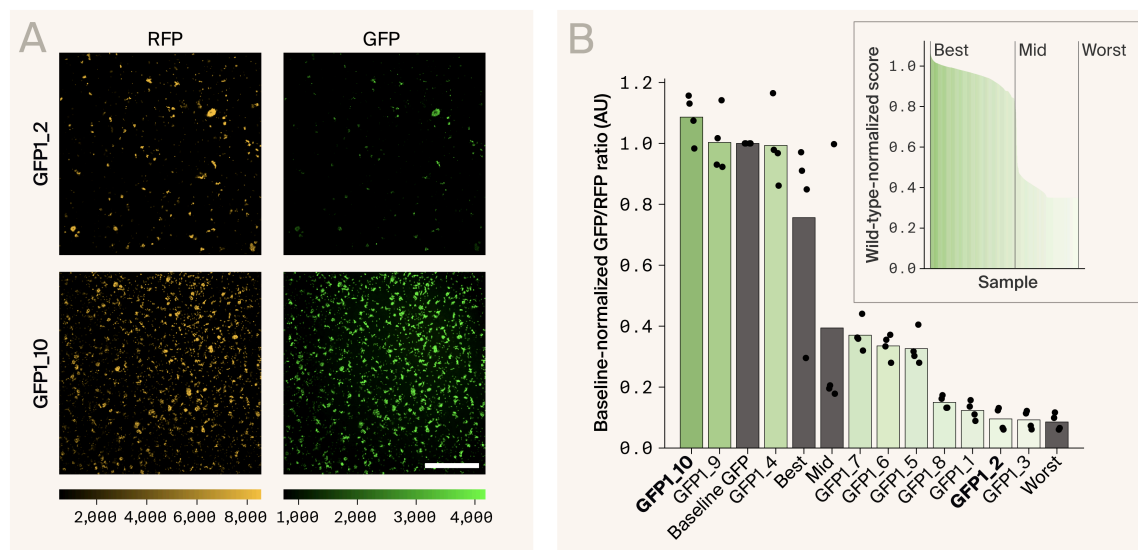 A
RFP
GFP
GFP1_2
GFP1_10
2,000 4,000 6,000 8,000
1,000 2,000 3,000 4,000
B
Baseline-normalized GFP/RFP ratio (AU)
1.2
1.0
0.8
0.6
0.4
0.2
0.0
GFP1_10
GFP1_9
Baseline GFP
GFP1_4
Best
Mid
GFP1_7
GFP1_6
GFP1_5
GFP1_8
GFP1_1
GFP1_2
GFP1_3
Worst
Wild-type-normalized score
Best
Mid
Worst
1.0
0.8
0.6
0.4
0.2
0.0
Sample